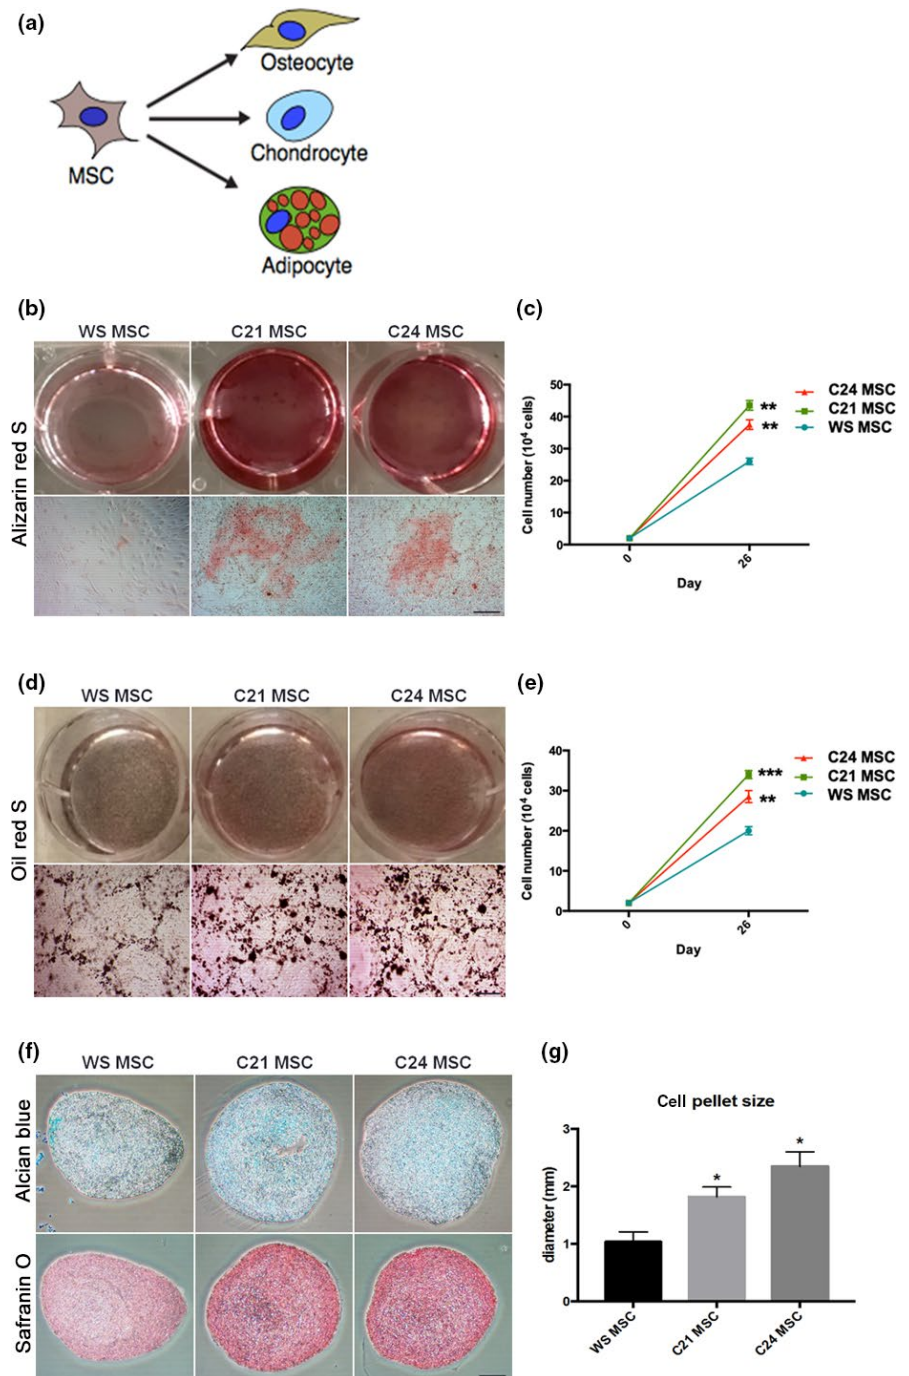 (a)
Osteocyte
Chondrocyte
MSC
Adipocyte
(b)
WS MSC C21 MSC C24 MSC
Alizarin red S
(c)
50
40
30
20
10
0
Cell number (10⁴ cells)
0 26
Day
C24 MSC
C21 MSC
WS MSC
**
**
(d)
WS MSC C21 MSC C24 MSC
Oil red S
(e)
40
30
20
10
0
Cell number (10⁴ cells)
0 26
Day
C24 MSC
C21 MSC
WS MSC
***
**
(f)
WS MSC C21 MSC C24 MSC
Alcian blue
Safranin O
(g)
Cell pellet size
3
2
1
0
diameter (mm)
* *
WS MSC C21 MSC C24 MSC